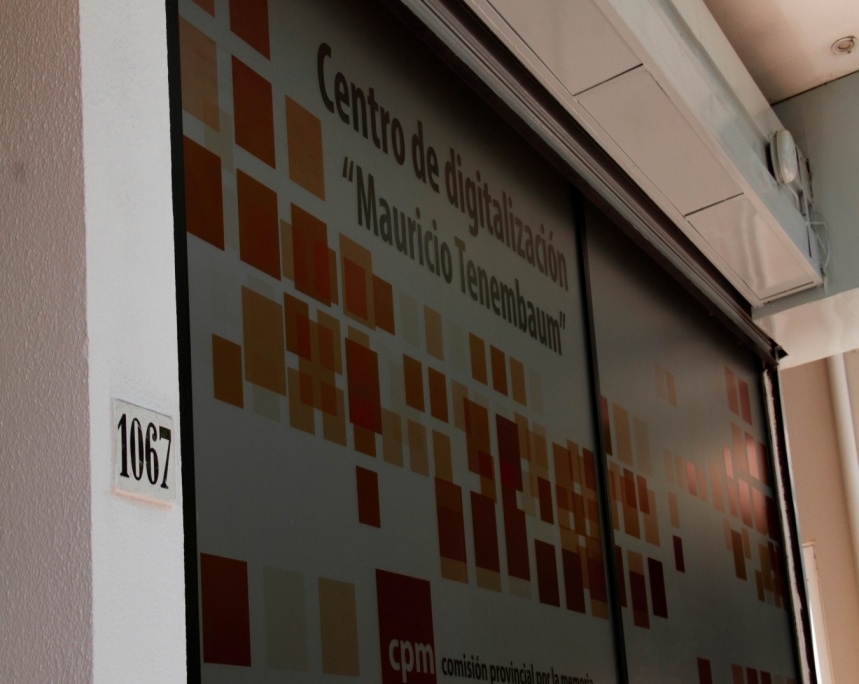 Centro de digitalización
"Mauricio Tenembaum"
1067
cpm comisión provincial por la memoria